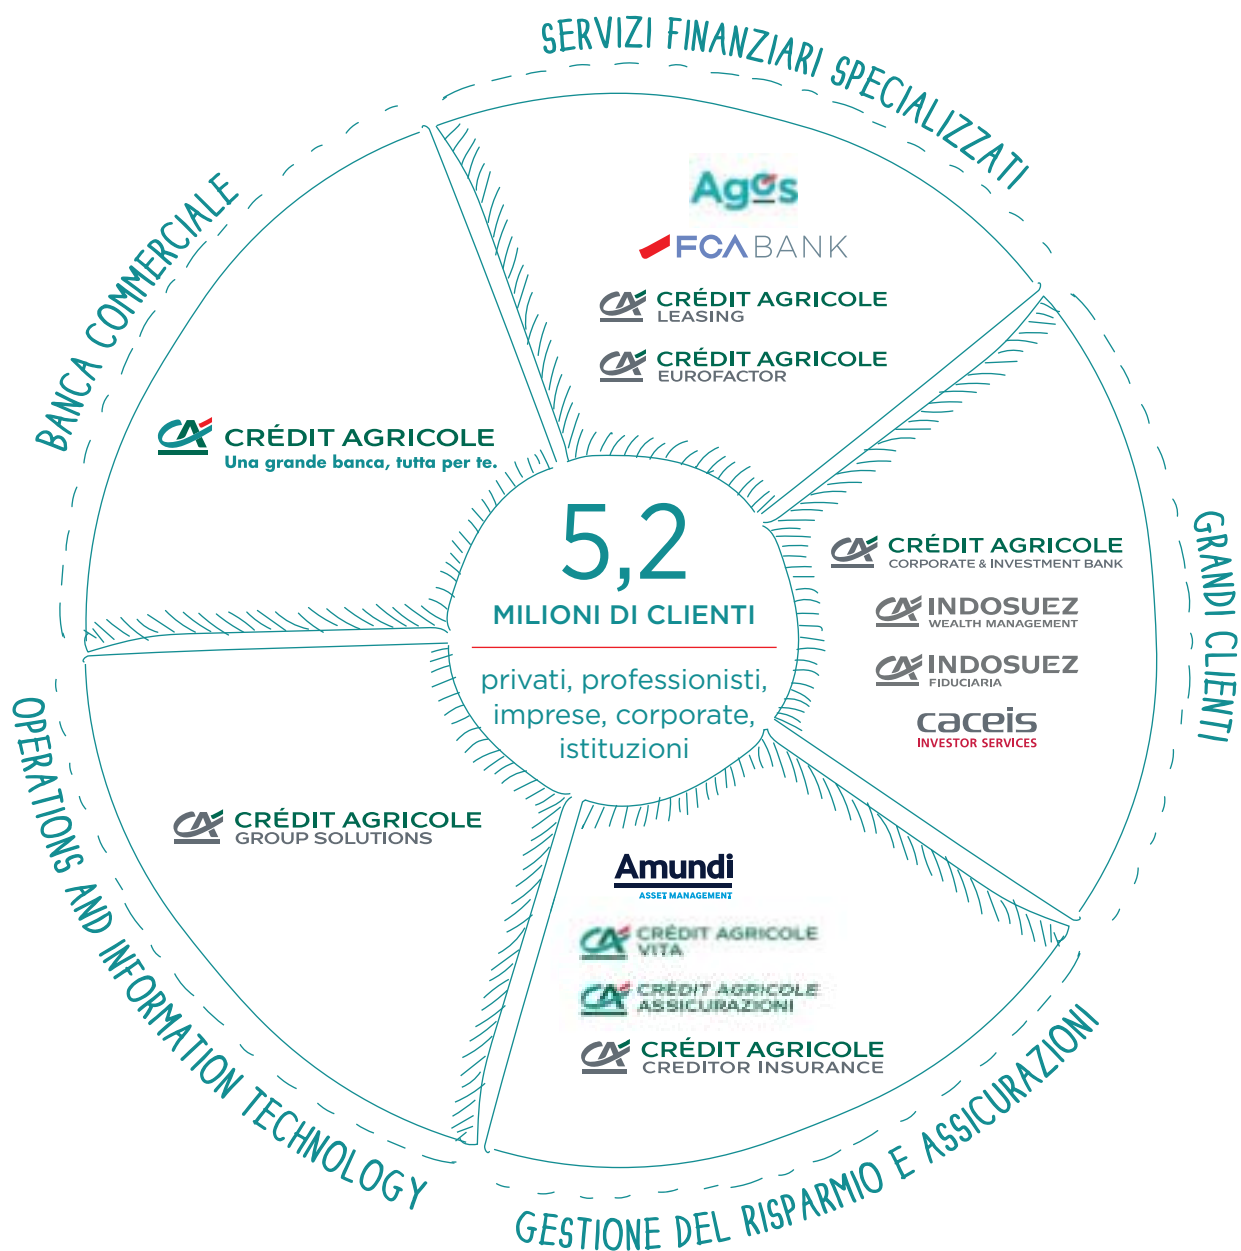 SERVIZI FINANZIARI SPECIALIZZATI
Agos
FCA BANK
CRÉDIT AGRICOLE
LEASING
CRÉDIT AGRICOLE
EUROFACTOR
BANCA COMMERCIALE
CRÉDIT AGRICOLE
Una grande banca, tutta per te.
5,2
MILIONI DI CLIENTI
privati, professionisti,
imprese, corporate,
istituzioni
GRANDI CLIENTI
CRÉDIT AGRICOLE
CORPORATE & INVESTMENT BANK
INDOSUEZ
WEALTH MANAGEMENT
INDOSUEZ
FIDUCIARIA
caceis
INVESTOR SERVICES
OPERATIONS AND INFORMATION TECHNOLOGY
CRÉDIT AGRICOLE
GROUP SOLUTIONS
Amundi
ASSET MANAGEMENT
CRÉDIT AGRICOLE
VITA
CRÉDIT AGRICOLE
ASSICURAZIONI
CRÉDIT AGRICOLE
CREDITOR INSURANCE
GESTIONE DEL RISPARMIO E ASSICURAZIONI